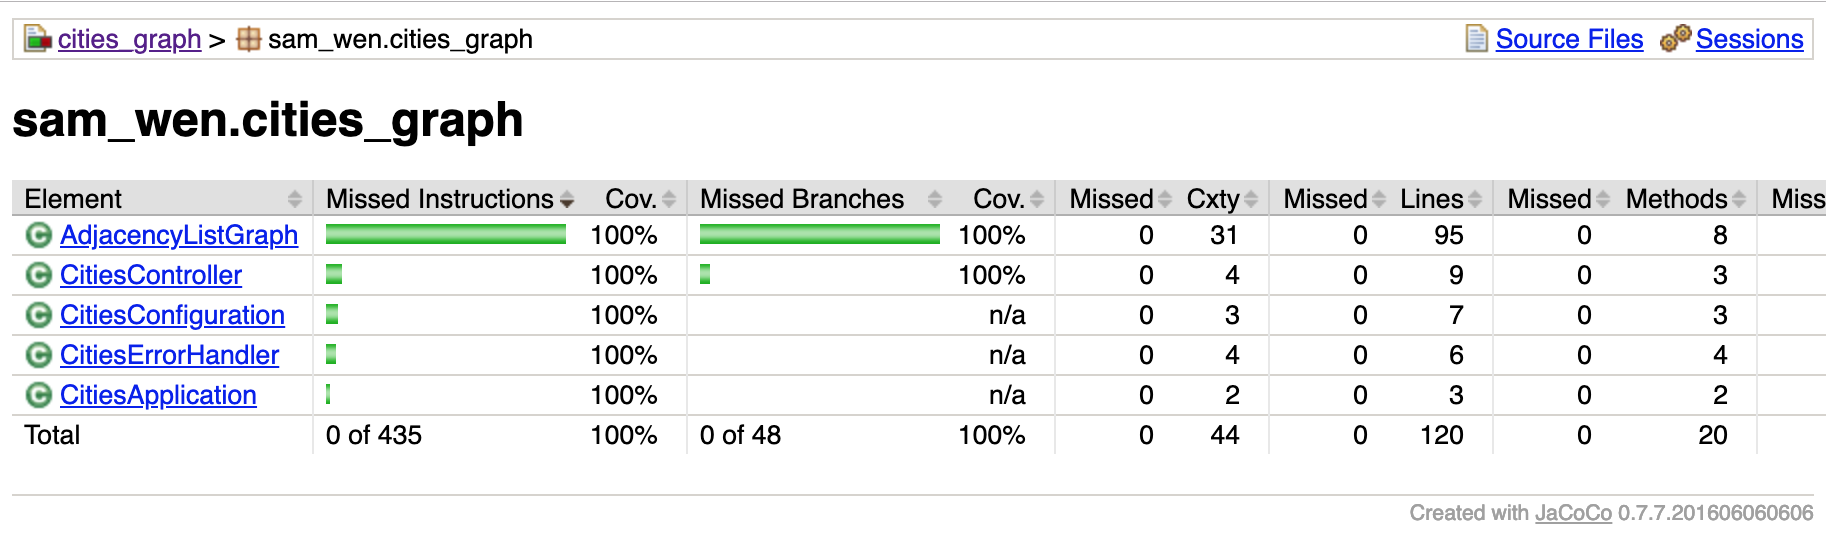 cities_graph > sam_wen.cities_graph Source Files Sessions
sam_wen.cities_graph
Element Missed Instructions Cov. Missed Branches Cov. Missed Cxty Missed Lines Missed Methods Miss
AdjacencyListGraph 100% 100% 0 31 0 95 0 8
CitiesController 100% 100% 0 4 0 9 0 3
CitiesConfiguration 100% n/a 0 3 0 7 0 3
CitiesErrorHandler 100% n/a 0 4 0 6 0 4
CitiesApplication 100% n/a 0 2 0 3 0 2
Total 0 of 435 100% 0 of 48 100% 0 44 0 120 0 20
Created with JaCoCo 0.7.7.201606060606